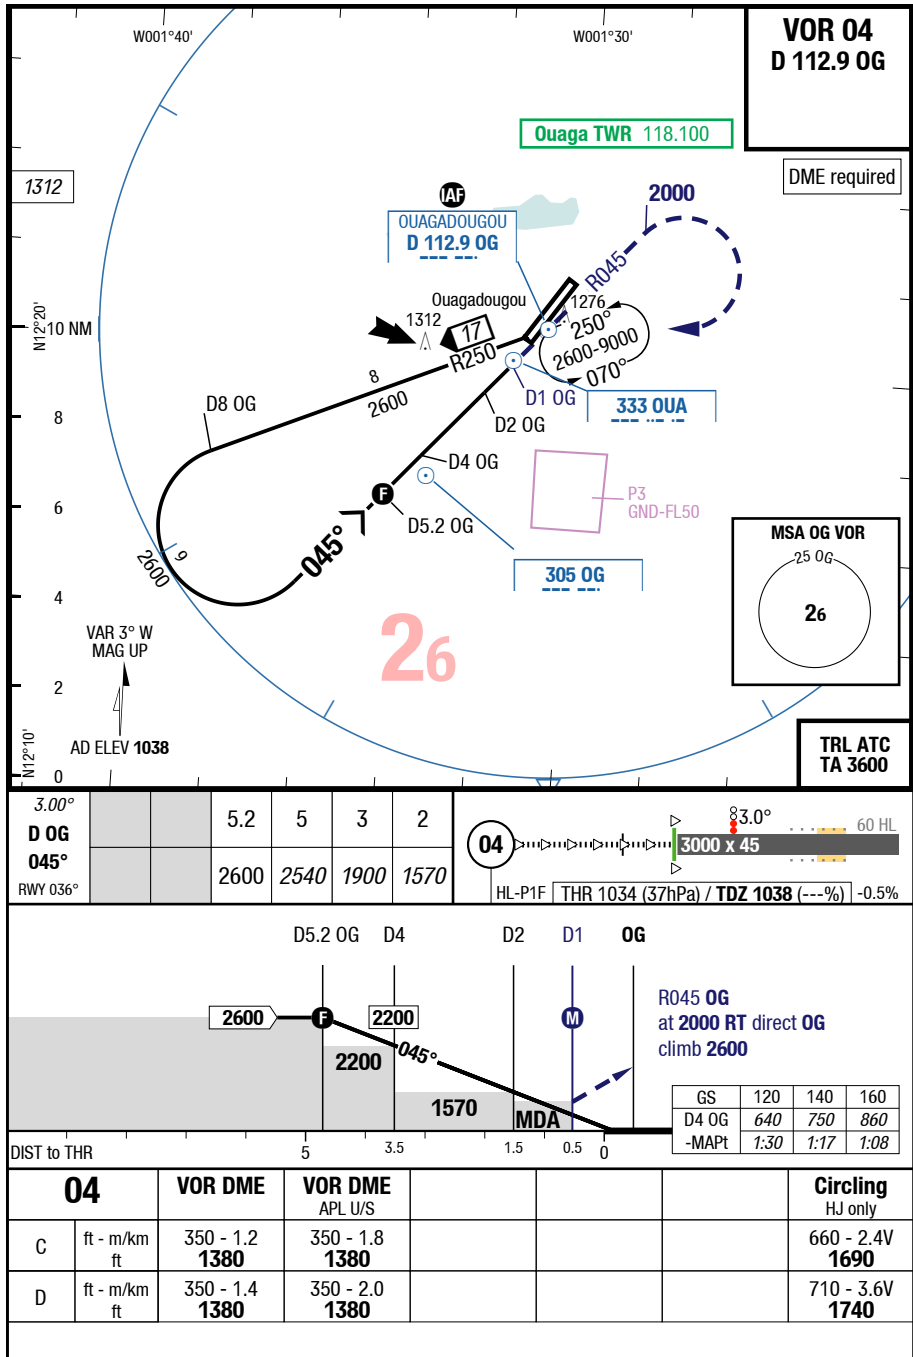 W001°40'
W001°30'
VOR 04
D 112.9 OG
Ouaga TWR 118.100
DME required
1312
IAF
OUAGADOUGOU
D 112.9 OG
2000
R045
Ouagadougou
1312
17
1276
250°
2600-9000
070°
N12°20'
10 NM
R250
8
2600
D8 OG
D1 OG
333 OUA
D2 OG
8
D4 OG
F
D5.2 OG
P3
GND-FL50
6
045°
9
2600
305 OG
MSA OG VOR
25 OG
26
4
26
VAR 3° W
MAG UP
2
AD ELEV 1038
N12°10'
0
TRL ATC
TA 3600
3.00°
D OG
045°
RWY 036°
5.2 5 3 2
2600 2540 1900 1570
04
3.0°
60 HL
3000 x 45
HL-P1F THR 1034 (37hPa) / TDZ 1038 (---%) -0.5%
D5.2 OG D4 D2 D1 OG
2600 F 2200 M
045°
2200
1570
MDA
R045 OG
at 2000 RT direct OG
climb 2600
GS 120 140 160
D4 OG 640 750 860
-MAPt 1:30 1:17 1:08
DIST to THR 5 3.5 1.5 0.5 0
04 VOR DME VOR DME Circling
APL U/S HJ only
C ft - m/km 350 - 1.2 350 - 1.8 660 - 2.4V
ft 1380 1380 1690
D ft - m/km 350 - 1.4 350 - 2.0 710 - 3.6V
ft 1380 1380 1740